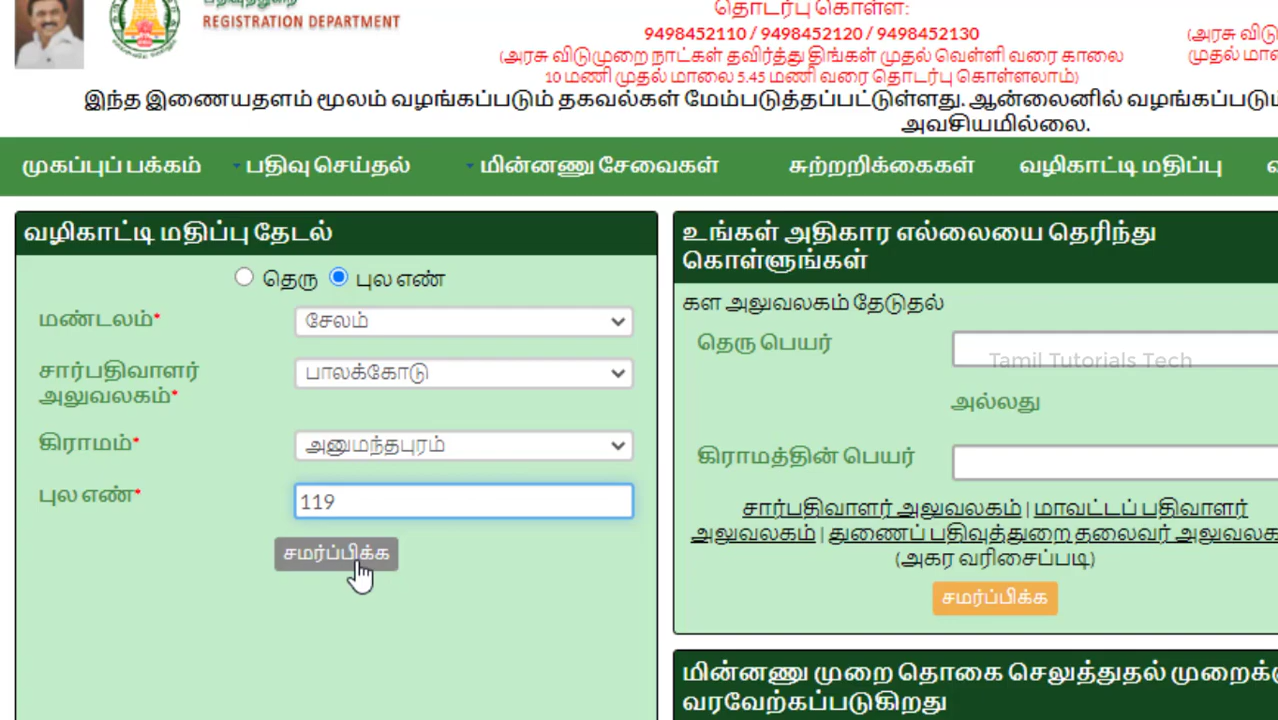 REGISTRATION DEPARTMENT
தொடர்பு கொள்ள:
9498452110 / 9498452120 / 9498452130
(அரசு விடுமுறை நாட்கள் தவிர்த்து திங்கள் முதல் வெள்ளி வரை காலை
10 மணி முதல் மாலை 5.45 மணி வரை தொடர்பு கொள்ளலாம்)
இந்த இணையதளம் மூலம் வழங்கப்படும் தகவல்கள் மேம்படுத்தப்பட்டுள்ளது. ஆன்லைனில் வழங்கப்படும்
அவசியமில்லை.
முகப்புப் பக்கம் பதிவு செய்தல் மின்னணு சேவைகள் சுற்றறிக்கைகள் வழிகாட்டி மதிப்பு
வழிகாட்டி மதிப்பு தேடல்
தெரு புல எண்
மண்டலம்* சேலம்
சார்பதிவாளர்
அலுவலகம்* பாலக்கோடு
கிராமம்* அனுமந்தபுரம்
புல எண்* 119
சமர்ப்பிக்க
உங்கள் அதிகார எல்லையை தெரிந்து
கொள்ளுங்கள்
கள அலுவலகம் தேடுதல்
தெரு பெயர்
Tamil Tutorials Tech
அல்லது
கிராமத்தின் பெயர்
சார்பதிவாளர் அலுவலகம் | மாவட்டப் பதிவாளர்
அலுவலகம் | துணைப் பதிவுத்துறை தலைவர் அலுவலக
(அகர வரிசைப்படி)
சமர்ப்பிக்க
மின்னணு முறை தொகை செலுத்துதல் முறைக்கு
வரவேற்கப்படுகிறது